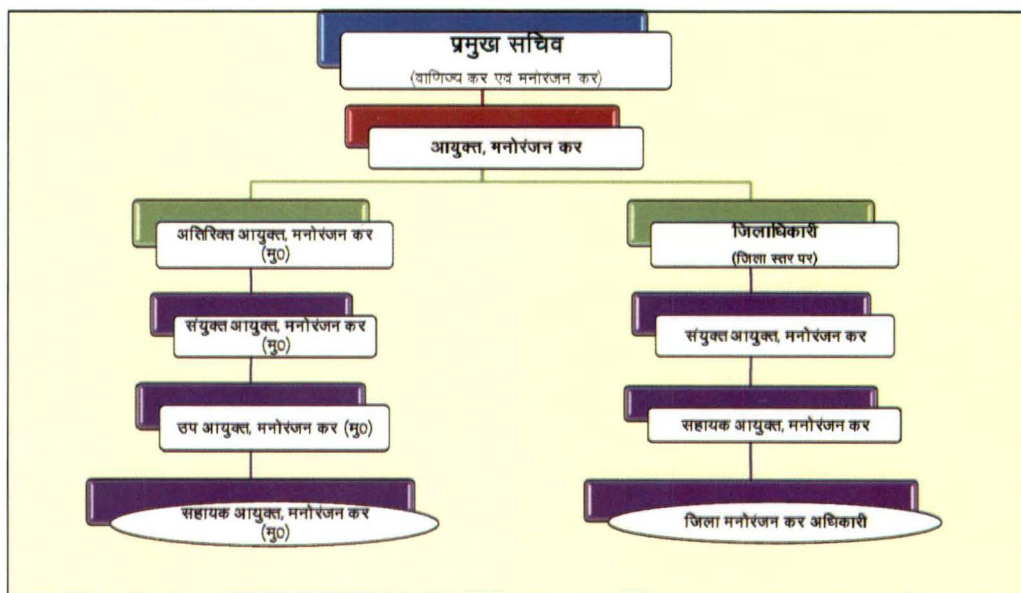 प्रमुख सचिव
(वाणिज्य कर एवं मनोरंजन कर)
आयुक्त, मनोरंजन कर
अतिरिक्त आयुक्त, मनोरंजन कर
(मु0)
संयुक्त आयुक्त, मनोरंजन कर
(मु0)
उप आयुक्त, मनोरंजन कर (मु0)
सहायक आयुक्त, मनोरंजन कर
(मु0)
जिलाधिकारी
(जिला स्तर पर)
संयुक्त आयुक्त, मनोरंजन कर
सहायक आयुक्त, मनोरंजन कर
जिला मनोरंजन कर अधिकारी